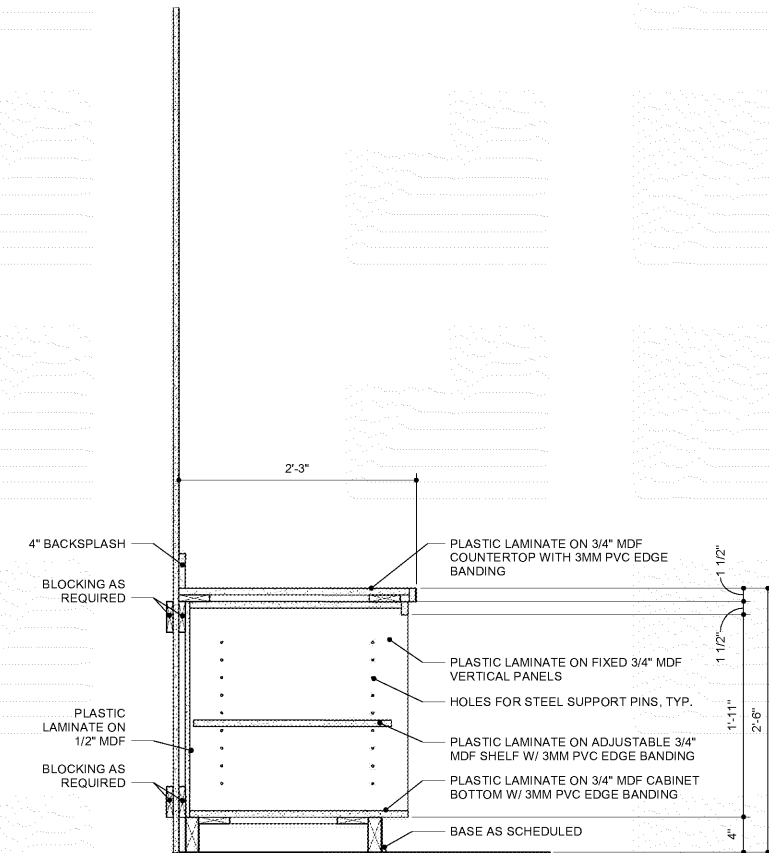 2'-3"
4" BACKSPLASH
BLOCKING AS
REQUIRED
PLASTIC
LAMINATE ON
1/2" MDF
BLOCKING AS
REQUIRED
PLASTIC LAMINATE ON 3/4" MDF
COUNTERTOP WITH 3MM PVC EDGE
BANDING
PLASTIC LAMINATE ON FIXED 3/4" MDF
VERTICAL PANELS
HOLES FOR STEEL SUPPORT PINS, TYP.
PLASTIC LAMINATE ON ADJUSTABLE 3/4"
MDF SHELF W/ 3MM PVC EDGE BANDING
PLASTIC LAMINATE ON 3/4" MDF CABINET
BOTTOM W/ 3MM PVC EDGE BANDING
BASE AS SCHEDULED
1 1/2"
1 1/2"
1'-11"
2'-6"
4"